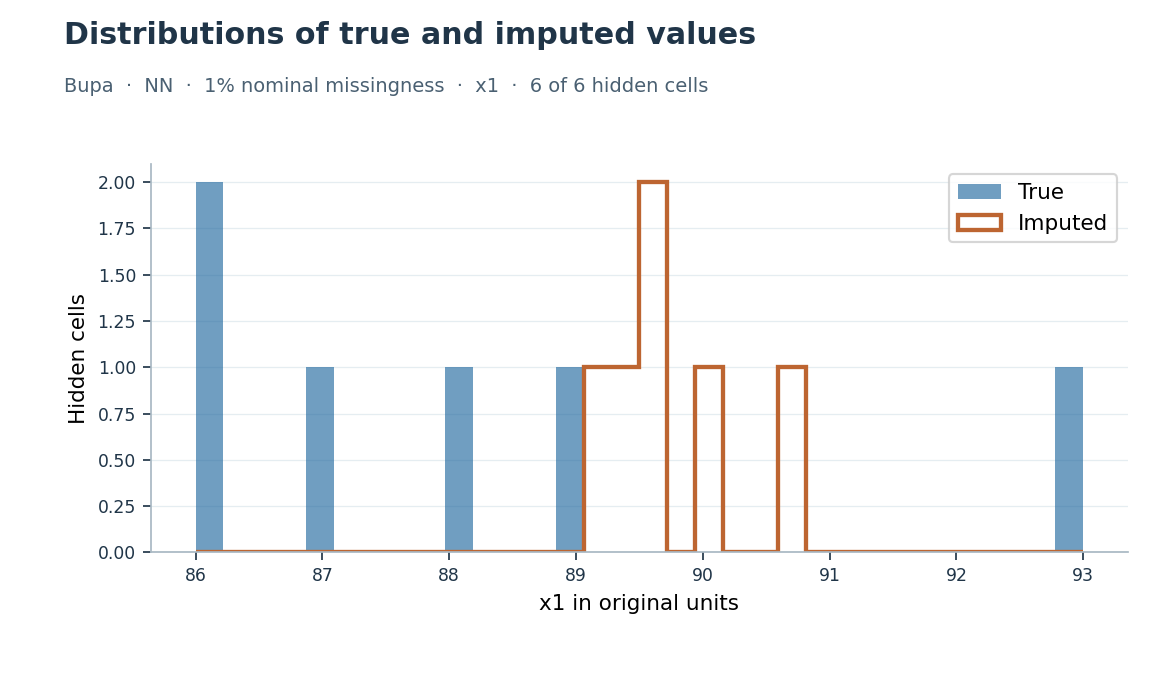 Distributions of true and imputed values
Bupa · NN · 1% nominal missingness · x1 · 6 of 6 hidden cells
True
Imputed
Hidden cells
2.00
1.75
1.50
1.25
1.00
0.75
0.50
0.25
0.00
86 87 88 89 90 91 92 93
x1 in original units